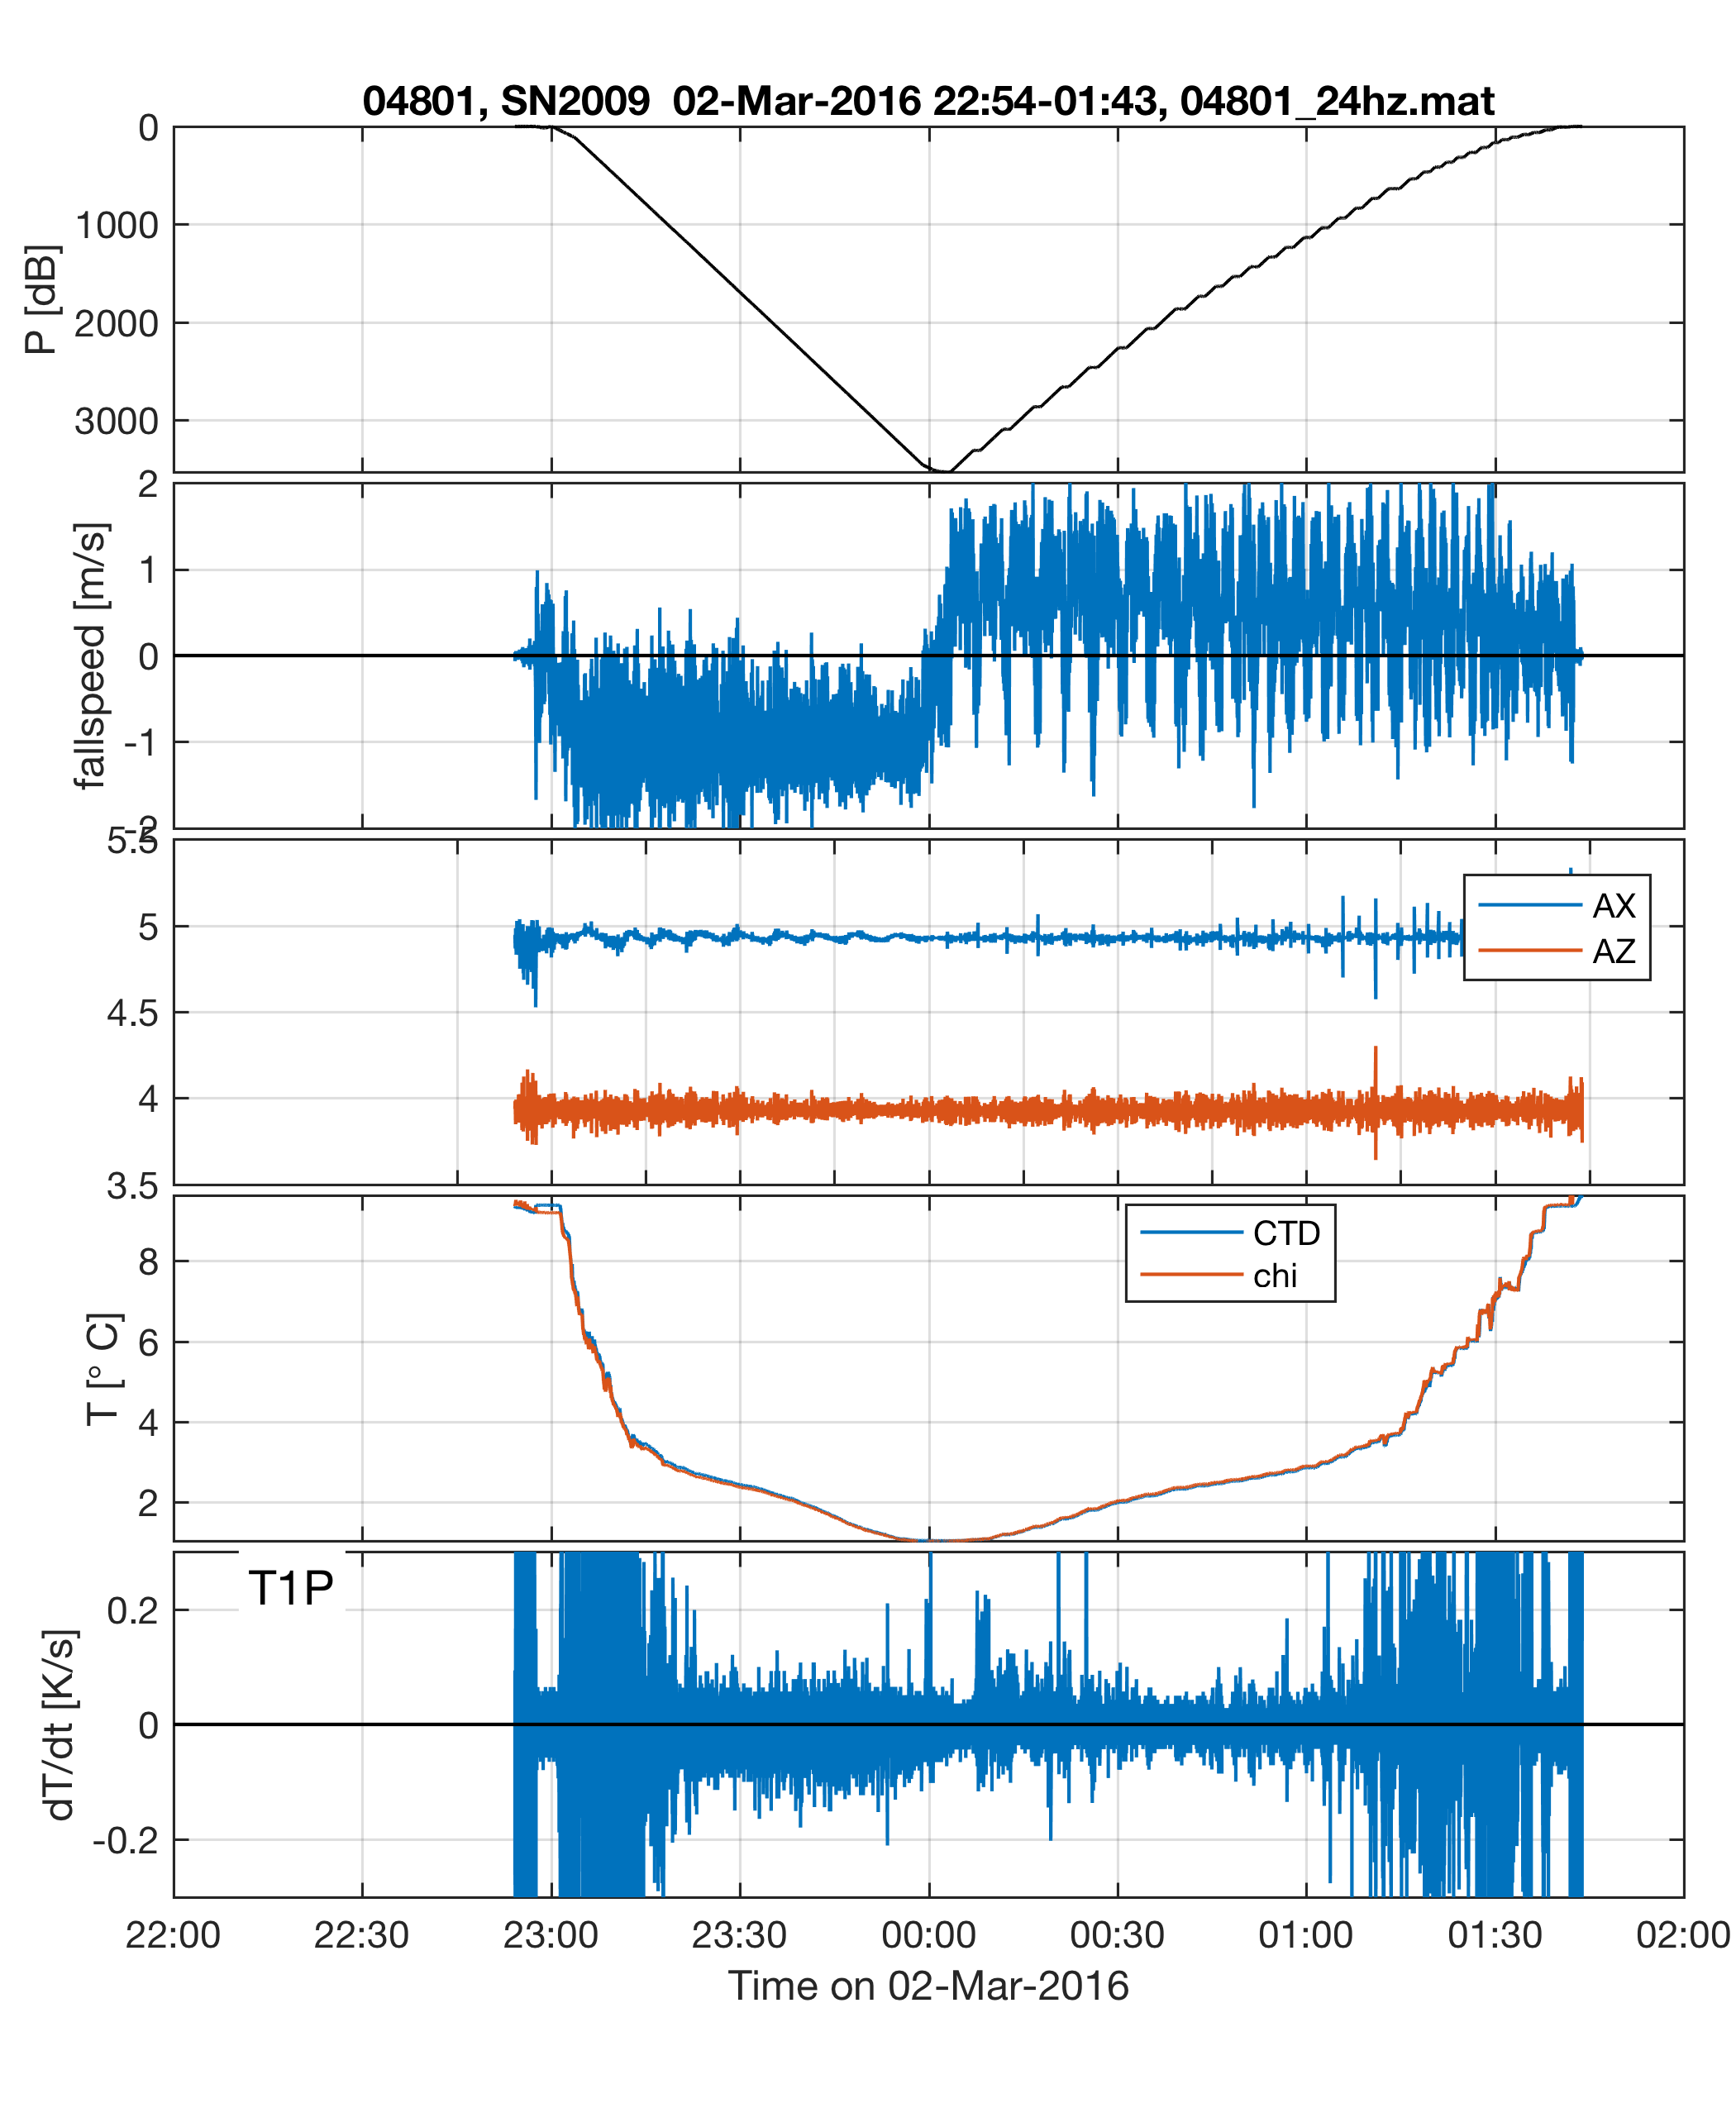 04801, SN2009  02-Mar-2016 22:54-01:43, 04801_24hz.mat
0
1000
2000
3000
P [dB]
2
1
0
-1
-2
fallspeed [m/s]
5.5
5
4.5
4
3.5
AX
AZ
8
6
4
2
T [° C]
CTD
chi
T1P
0.2
0
-0.2
dT/dt [K/s]
22:00 22:30 23:00 23:30 00:00 00:30 01:00 01:30 02:00
Time on 02-Mar-2016